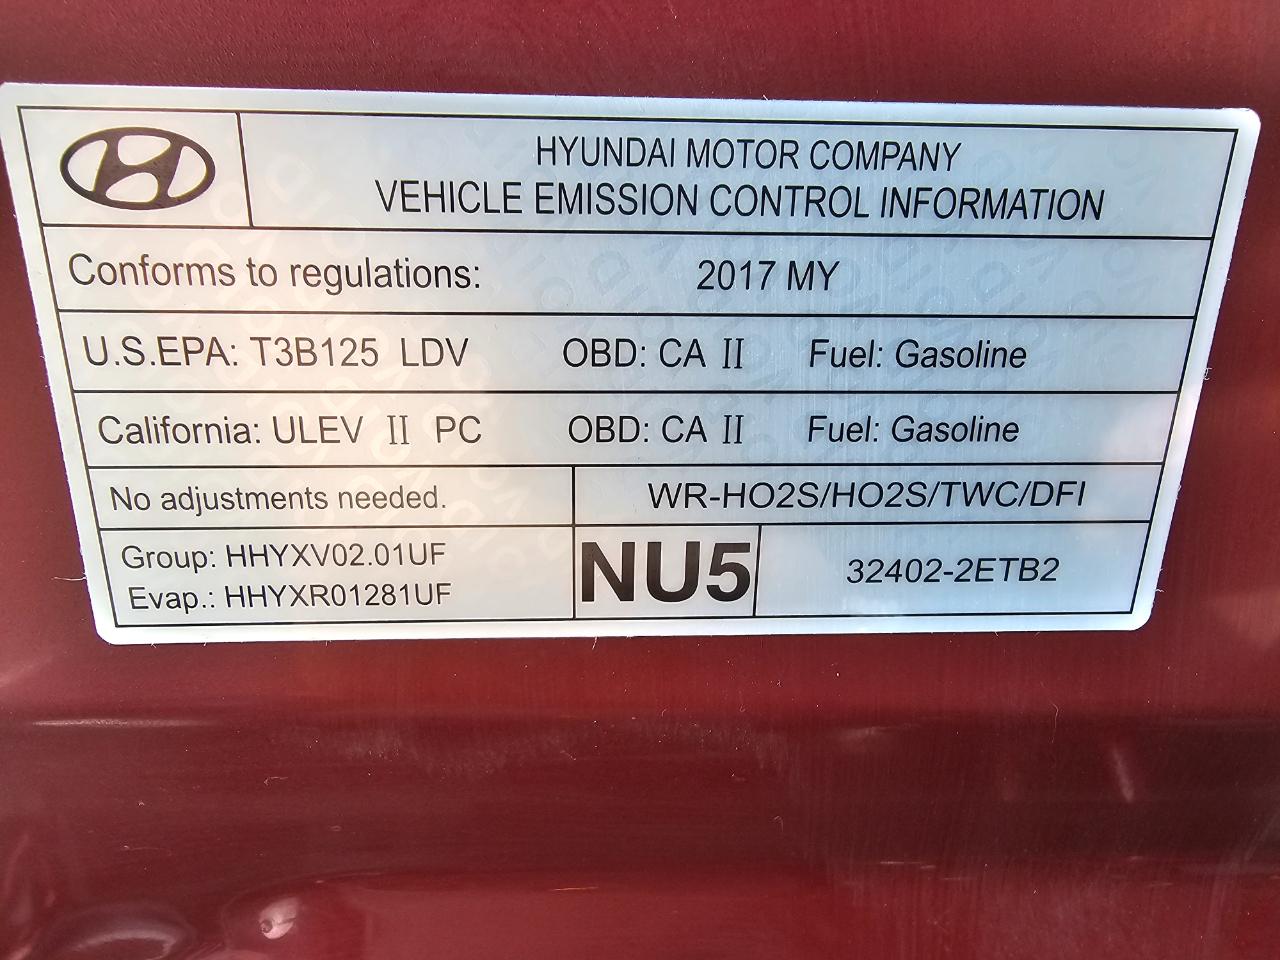 HYUNDAI MOTOR COMPANY
VEHICLE EMISSION CONTROL INFORMATION
Conforms to regulations: 2017 MY
U.S.EPA: T3B125 LDV OBD: CA II Fuel: Gasoline
California: ULEV II PC OBD: CA II Fuel: Gasoline
No adjustments needed. WR-HO2S/HO2S/TWC/DFI
Group: HHYXV02.01UF
Evap.: HHYXR01281UF
NU5
32402-2ETB2